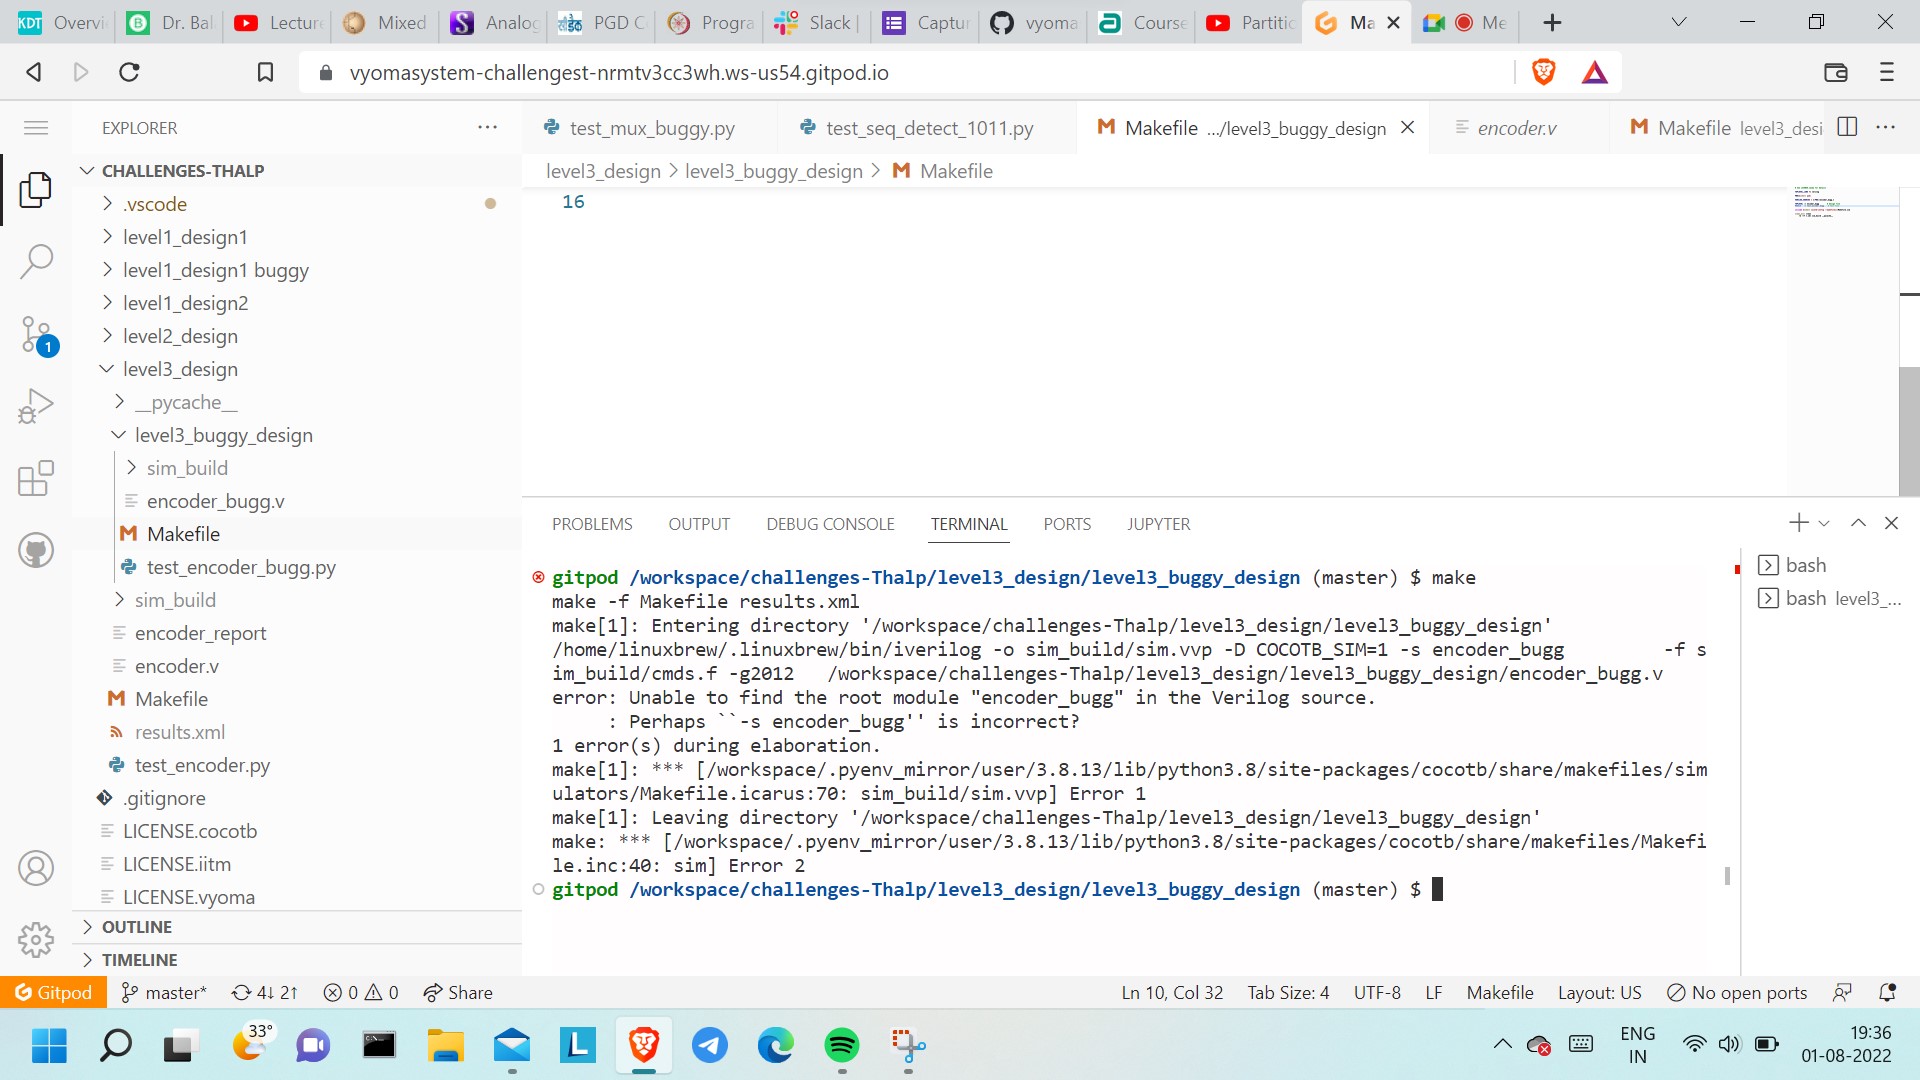 Overvi
Dr. Bal
Lectur
Mixed
Analog
PGD C
Progra
Slack |
Captur
vyoma
Course
Partitic
Ma
Me
vyomasystem-challengest-nrmtv3cc3wh.ws-us54.gitpod.io
EXPLORER
CHALLENGES-THALP
.vscode
level1_design1
level1_design1 buggy
level1_design2
level2_design
level3_design
__pycache__
level3_buggy_design
sim_build
encoder_bugg.v
Makefile
test_encoder_bugg.py
sim_build
encoder_report
encoder.v
Makefile
results.xml
test_encoder.py
.gitignore
LICENSE.cocotb
LICENSE.iitm
LICENSE.vyoma
OUTLINE
TIMELINE
test_mux_buggy.py
test_seq_detect_1011.py
Makefile .../level3_buggy_design
encoder.v
Makefile level3_desi
level3_design > level3_buggy_design > Makefile
16
PROBLEMS OUTPUT DEBUG CONSOLE TERMINAL PORTS JUPYTER
gitpod /workspace/challenges-Thalp/level3_design/level3_buggy_design (master) $ make
make -f Makefile results.xml
make[1]: Entering directory '/workspace/challenges-Thalp/level3_design/level3_buggy_design'
/home/linuxbrew/.linuxbrew/bin/iverilog -o sim_build/sim.vvp -D COCOTB_SIM=1 -s encoder_bugg -f s
im_build/cmds.f -g2012 /workspace/challenges-Thalp/level3_design/level3_buggy_design/encoder_bugg.v
error: Unable to find the root module "encoder_bugg" in the Verilog source.
: Perhaps ``-s encoder_bugg'' is incorrect?
1 error(s) during elaboration.
make[1]: *** [/workspace/.pyenv_mirror/user/3.8.13/lib/python3.8/site-packages/cocotb/share/makefiles/sim
ulators/Makefile.icarus:70: sim_build/sim.vvp] Error 1
make[1]: Leaving directory '/workspace/challenges-Thalp/level3_design/level3_buggy_design'
make: *** [/workspace/.pyenv_mirror/user/3.8.13/lib/python3.8/site-packages/cocotb/share/makefiles/Makefi
le.inc:40: sim] Error 2
gitpod /workspace/challenges-Thalp/level3_design/level3_buggy_design (master) $
bash
bash level3_...
Gitpod master* 4↓ 2↑ 0 0 Share
Ln 10, Col 32 Tab Size: 4 UTF-8 LF Makefile Layout: US No open ports
33°
ENG
IN
19:36
01-08-2022